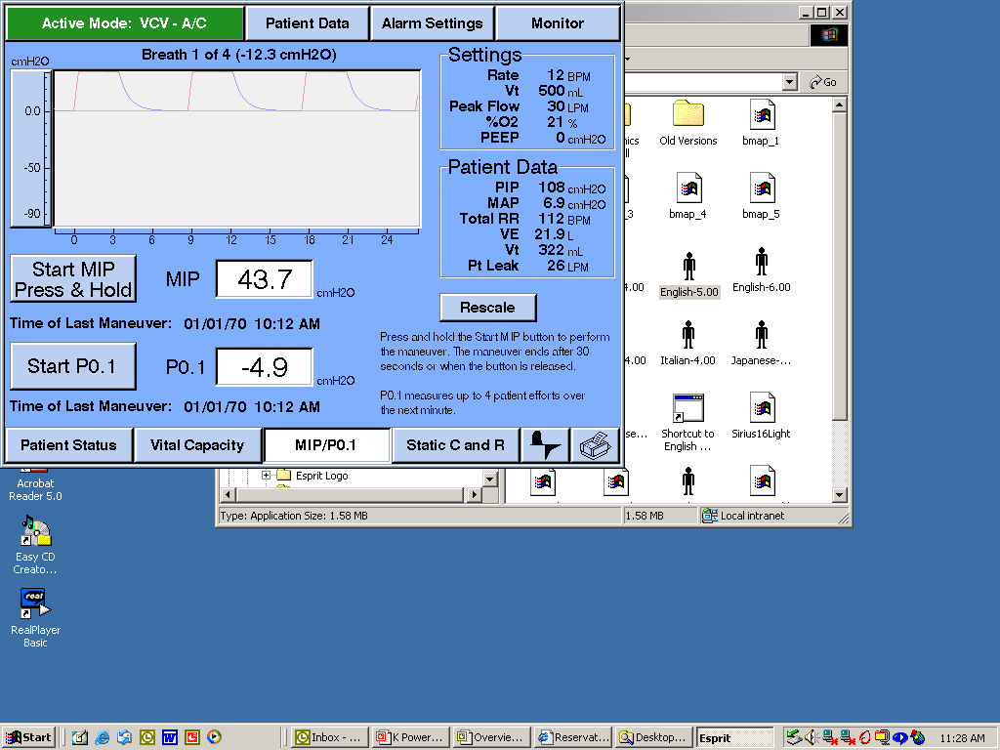 Active Mode: VCV - A/C
Patient Data
Alarm Settings
Monitor
Breath 1 of 4 (-12.3 cmH2O)
cmH2O
0.0
-50
-90
0 3 6 9 12 15 18 21 24
Settings
Rate 12 BPM
Vt 500 mL
Peak Flow 30 LPM
%O2 21 %
PEEP 0 cmH2O
Patient Data
PIP 108 cmH2O
MAP 6.9 cmH2O
Total RR 112 BPM
VE 21.9 L
Vt 322 mL
Pt Leak 26 LPM
Start MIP
Press & Hold
MIP 43.7 cmH2O
Time of Last Maneuver: 01/01/70 10:12 AM
Start P0.1
P0.1 -4.9 cmH2O
Time of Last Maneuver: 01/01/70 10:12 AM
Rescale
Press and hold the Start MIP button to perform
the maneuver. The maneuver ends after 30
seconds or when the button is released.
P0.1 measures up to 4 patient efforts over
the next minute.
Patient Status
Vital Capacity
MIP/P0.1
Static C and R
Go
ics
ll
Old Versions
bmap_1
_3
bmap_4
bmap_5
4.00
English-5.00
English-6.00
4.00
Italian-4.00
Japanese-...
se...
Shortcut to
English ...
Sirius16Light
Esprit Logo
Type: Application Size: 1.58 MB
1.58 MB
Local intranet
Acrobat
Reader 5.0
Easy CD
Creato...
real
RealPlayer
Basic
Start
Inbox - ...
K Power...
Overvie...
Reservat...
Desktop...
Esprit
11:28 AM